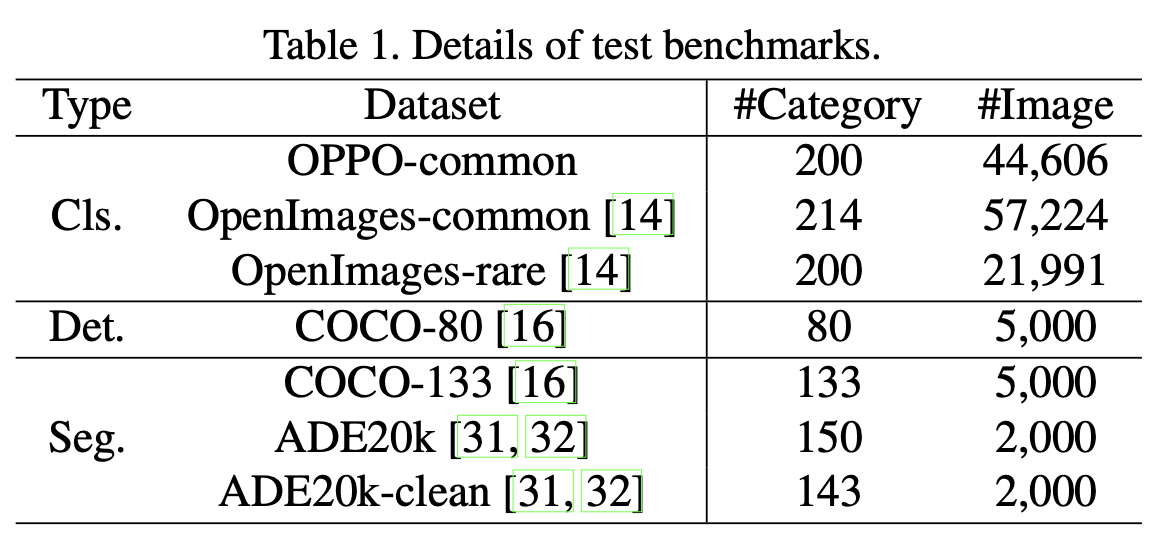 Table 1. Details of test benchmarks.
Type Dataset #Category #Image
OPPO-common 200 44,606
Cls. OpenImages-common [14] 214 57,224
OpenImages-rare [14] 200 21,991
Det. COCO-80 [16] 80 5,000
COCO-133 [16] 133 5,000
Seg. ADE20k [31, 32] 150 2,000
ADE20k-clean [31, 32] 143 2,000